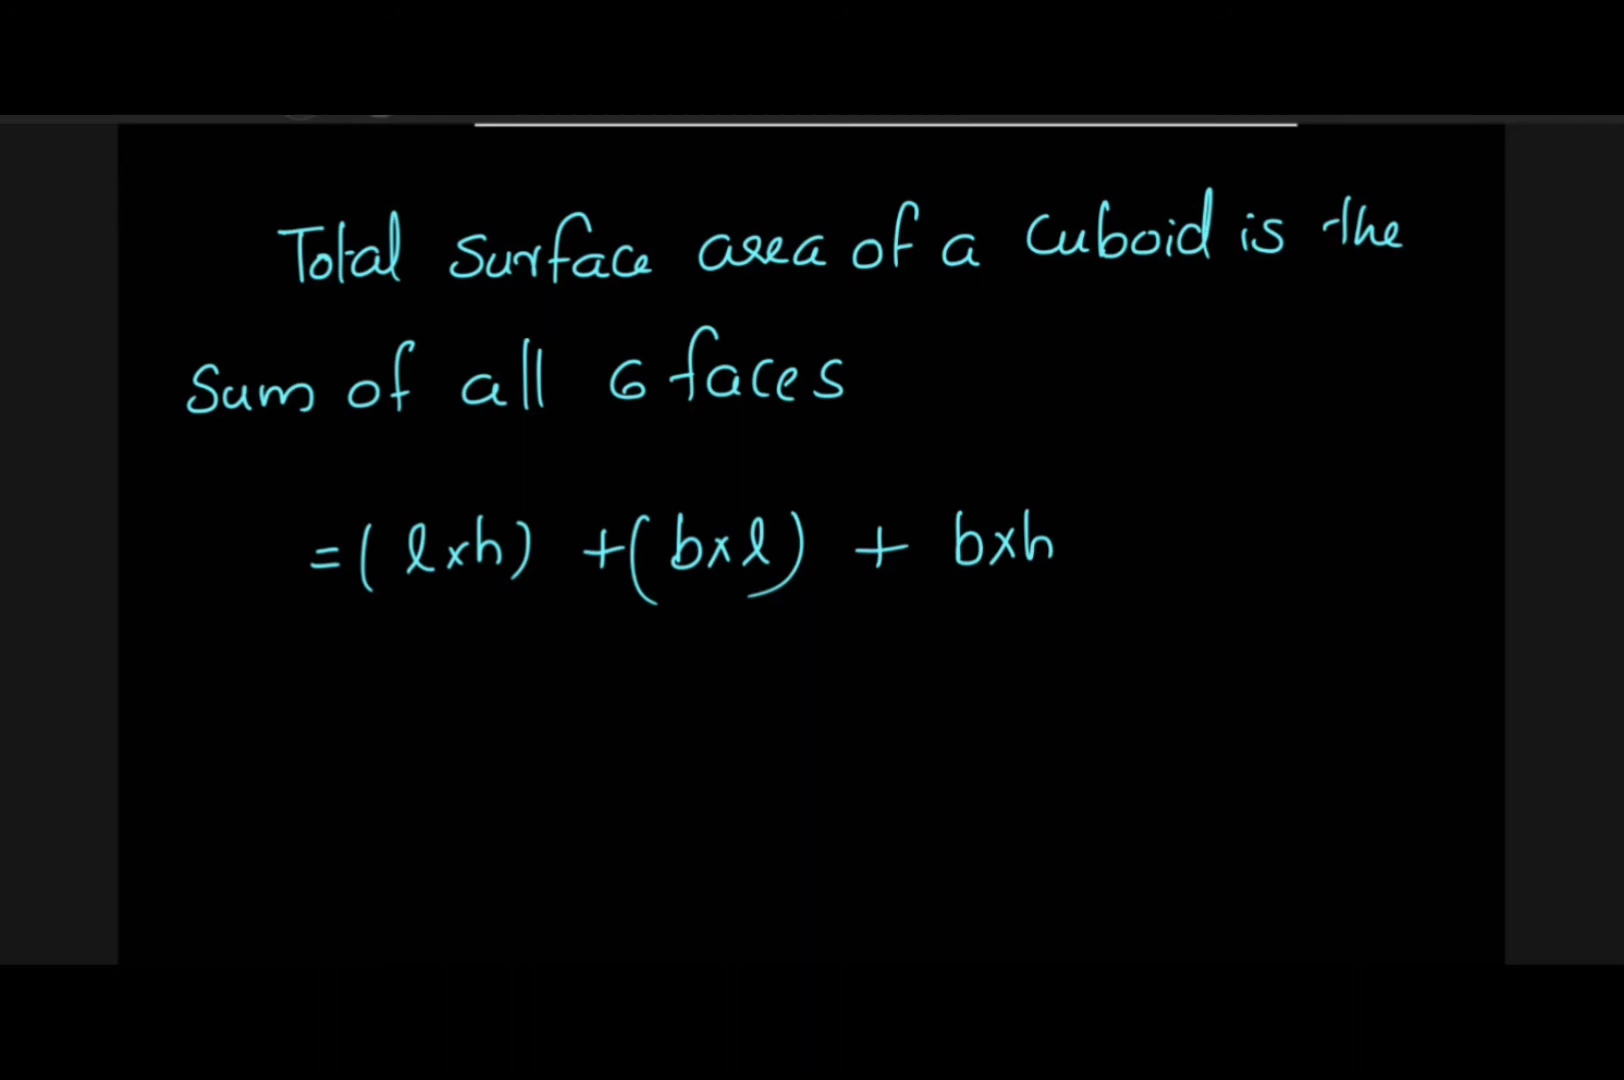 Total surface area of a cuboid is the
Sum of all 6 faces
= ( l×h) +( b×l) + b×h